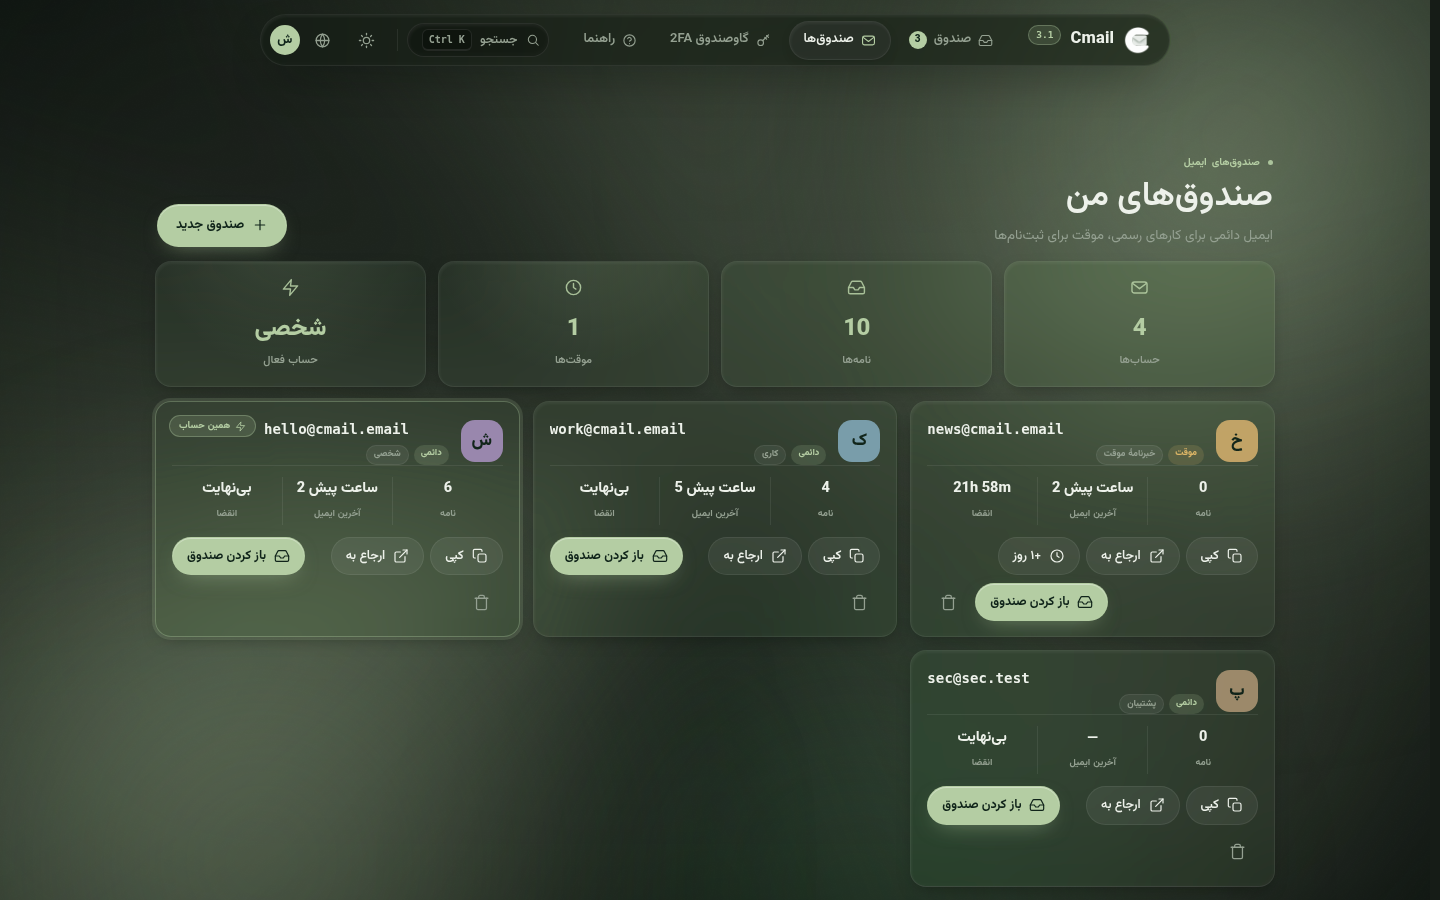 Cmail 3.1 صندوق 3 صندوق‌ها گاوصندوق 2FA راهنما جستجو Ctrl K ش
صندوق‌های ایمیل
صندوق‌های من
ایمیل دائمی برای کارهای رسمی، موقت برای ثبت‌نام‌ها
صندوق جدید
4 10 1 شخصی
حساب‌ها نامه‌ها موقت‌ها حساب فعال
خ news@cmail.email
موقت خبرنامهٔ موقت
0 2 ساعت پیش 21h 58m
نامه آخرین ایمیل انقضا
کپی ارجاع به +۱ روز
باز کردن صندوق
ک work@cmail.email
دائمی کاری
4 5 ساعت پیش بی‌نهایت
نامه آخرین ایمیل انقضا
کپی ارجاع به باز کردن صندوق
ش hello@cmail.email همین حساب
دائمی شخصی
6 2 ساعت پیش بی‌نهایت
نامه آخرین ایمیل انقضا
کپی ارجاع به باز کردن صندوق
پ sec@sec.test
دائمی پشتیبان
0 — بی‌نهایت
نامه آخرین ایمیل انقضا
کپی ارجاع به باز کردن صندوق